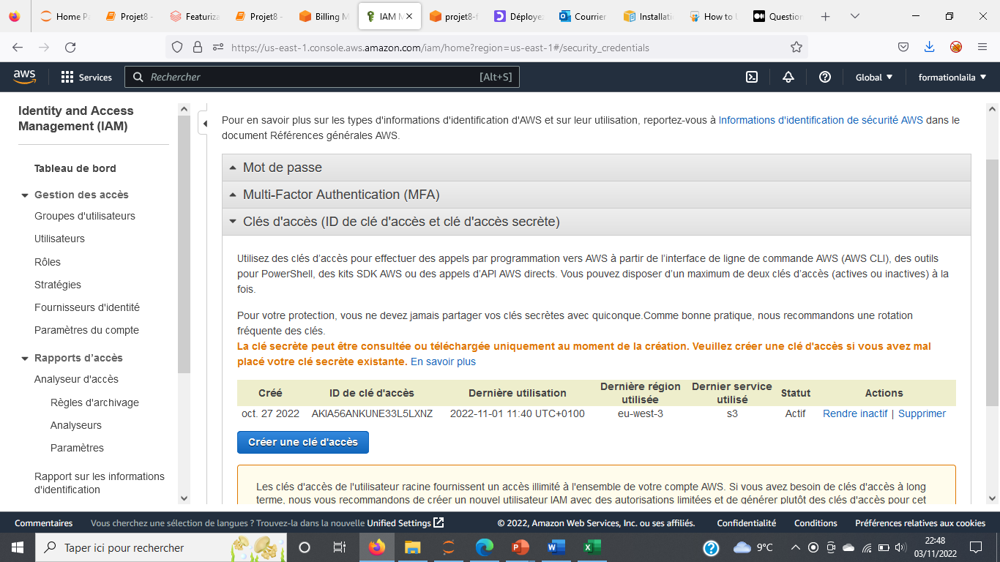 Home P
Projet8 -
Featuriza
Projet8 -
Billing M
IAM M
projet8-f
Déployez
Courrier
Installati
How to U
Question
https://us-east-1.console.aws.amazon.com/iam/home?region=us-east-1#/security_credentials
aws
Services
Rechercher
[Alt+S]
Global
formationlaila
Identity and Access
Management (IAM)
Tableau de bord
Gestion des accès
Groupes d'utilisateurs
Utilisateurs
Rôles
Stratégies
Fournisseurs d'identité
Paramètres du compte
Rapports d'accès
Analyseur d'accès
Règles d'archivage
Analyseurs
Paramètres
Rapport sur les informations
d'identification
Pour en savoir plus sur les types d'informations d'identification d'AWS et sur leur utilisation, reportez-vous à Informations d'identification de sécurité AWS dans le
document Références générales AWS.
Mot de passe
Multi-Factor Authentication (MFA)
Clés d'accès (ID de clé d'accès et clé d'accès secrète)
Utilisez des clés d'accès pour effectuer des appels par programmation vers AWS à partir de l'interface de ligne de commande AWS (AWS CLI), des outils
pour PowerShell, des kits SDK AWS ou des appels d'API AWS directs. Vous pouvez disposer d'un maximum de deux clés d'accès (actives ou inactives) à la
fois.
Pour votre protection, vous ne devez jamais partager vos clés secrètes avec quiconque.Comme bonne pratique, nous recommandons une rotation
fréquente des clés.
La clé secrète peut être consultée ou téléchargée uniquement au moment de la création. Veuillez créer une clé d'accès si vous avez mal
placé votre clé secrète existante. En savoir plus
Créé ID de clé d'accès Dernière utilisation Dernière région utilisée Dernier service utilisé Statut Actions
oct. 27 2022 AKIA56ANKUNE33L5LXNZ 2022-11-01 11:40 UTC+0100 eu-west-3 s3 Actif Rendre inactif | Supprimer
Créer une clé d'accès
Les clés d'accès de l'utilisateur racine fournissent un accès illimité à l'ensemble de votre compte AWS. Si vous avez besoin de clés d'accès à long
terme, nous vous recommandons de créer un nouvel utilisateur IAM avec des autorisations limitées et de générer plutôt des clés d'accès pour cet
Commentaires
Vous cherchez une sélection de langues ? Trouvez-la dans la nouvelle Unified Settings
© 2022, Amazon Web Services, Inc. ou ses affiliés.
Confidentialité
Conditions
Préférences relatives aux cookies
Taper ici pour rechercher
9°C
22:48
03/11/2022